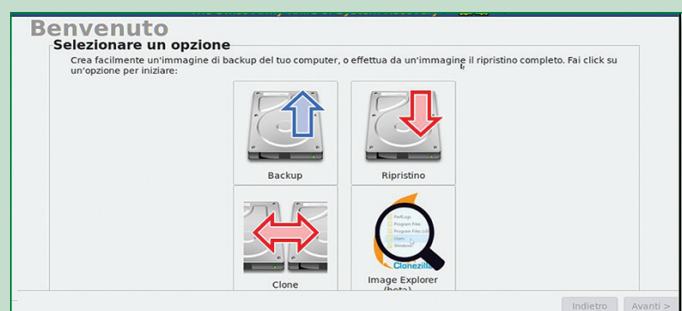 Benvenuto
Selezionare un opzione
Crea facilmente un'immagine di backup del tuo computer, o effettua da un'immagine il ripristino completo. Fai click su
un'opzione per iniziare:
Backup
Ripristino
Clone
Clonezilla
Image Explorer
(beta)
Indietro
Avanti >